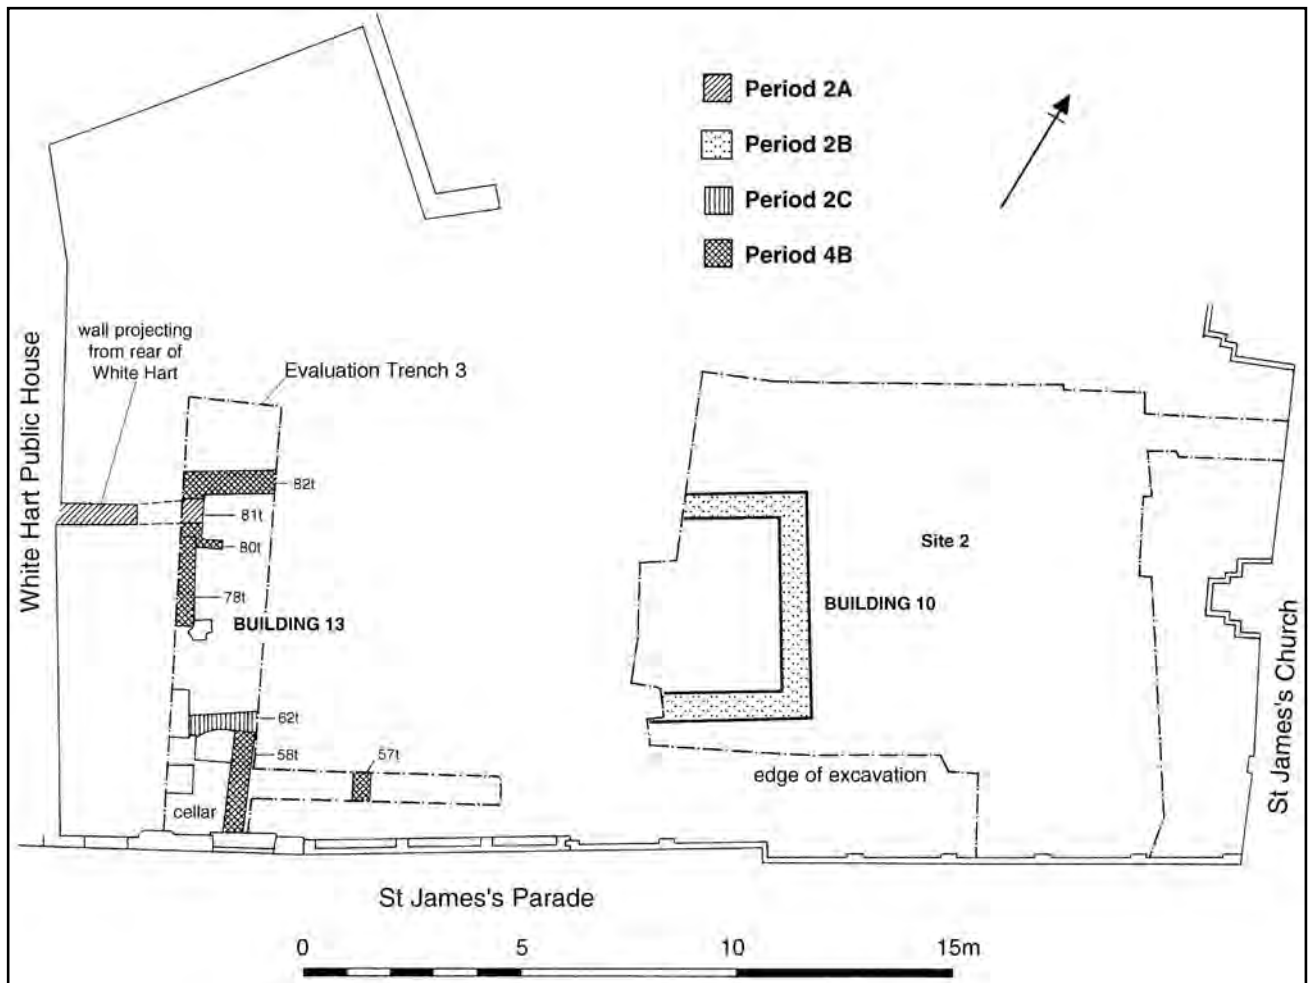 Period 2A
Period 2B
Period 2C
Period 4B
wall projecting
from rear of
White Hart
White Hart Public House
Evaluation Trench 3
82t
81t
80t
78t
BUILDING 13
62t
58t
57t
cellar
Site 2
BUILDING 10
edge of excavation
St James's Church
St James's Parade
0 5 10 15m